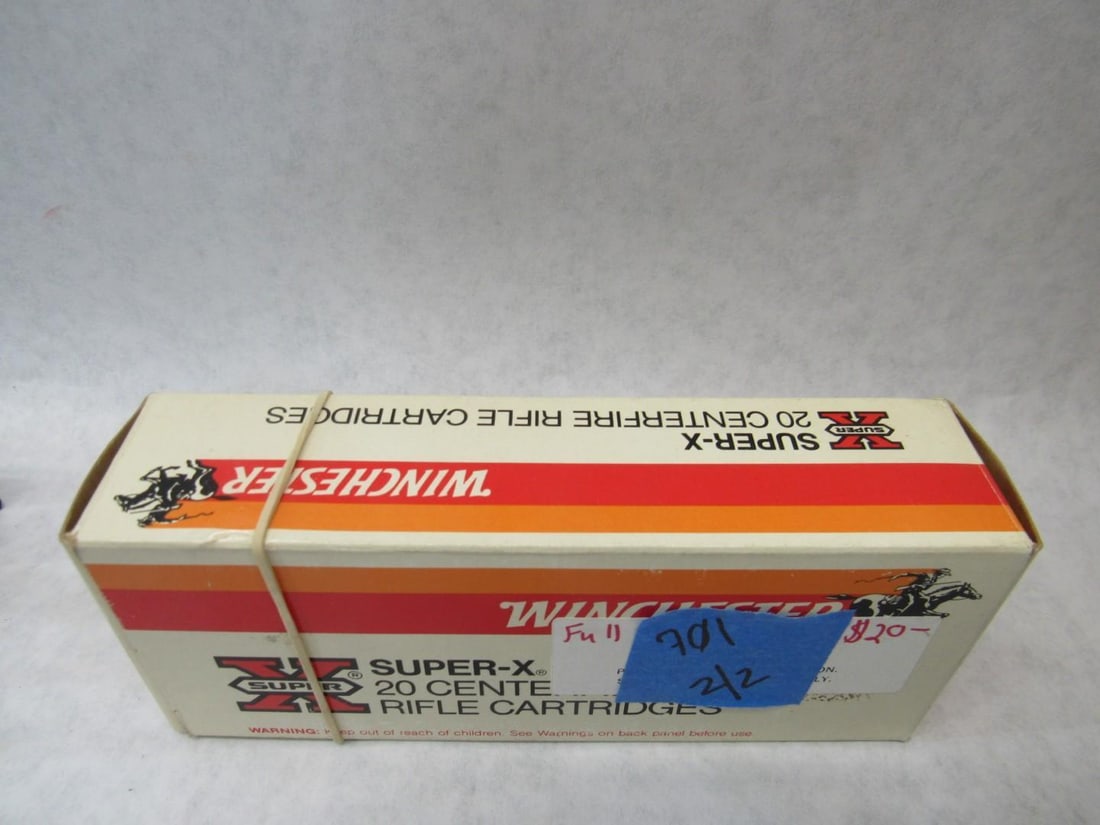 SUPER-X
20 CENTERFIRE RIFLE CARTRIDGES
X SUPER
WINCHESTER
WINCHESTER
Full
701
2/2
$20-
X SUPER ®
SUPER-X®
20 CENTE
RIFLE CARTRIDGES
WARNING: Keep out of reach of children. See Warnings on back panel before use.